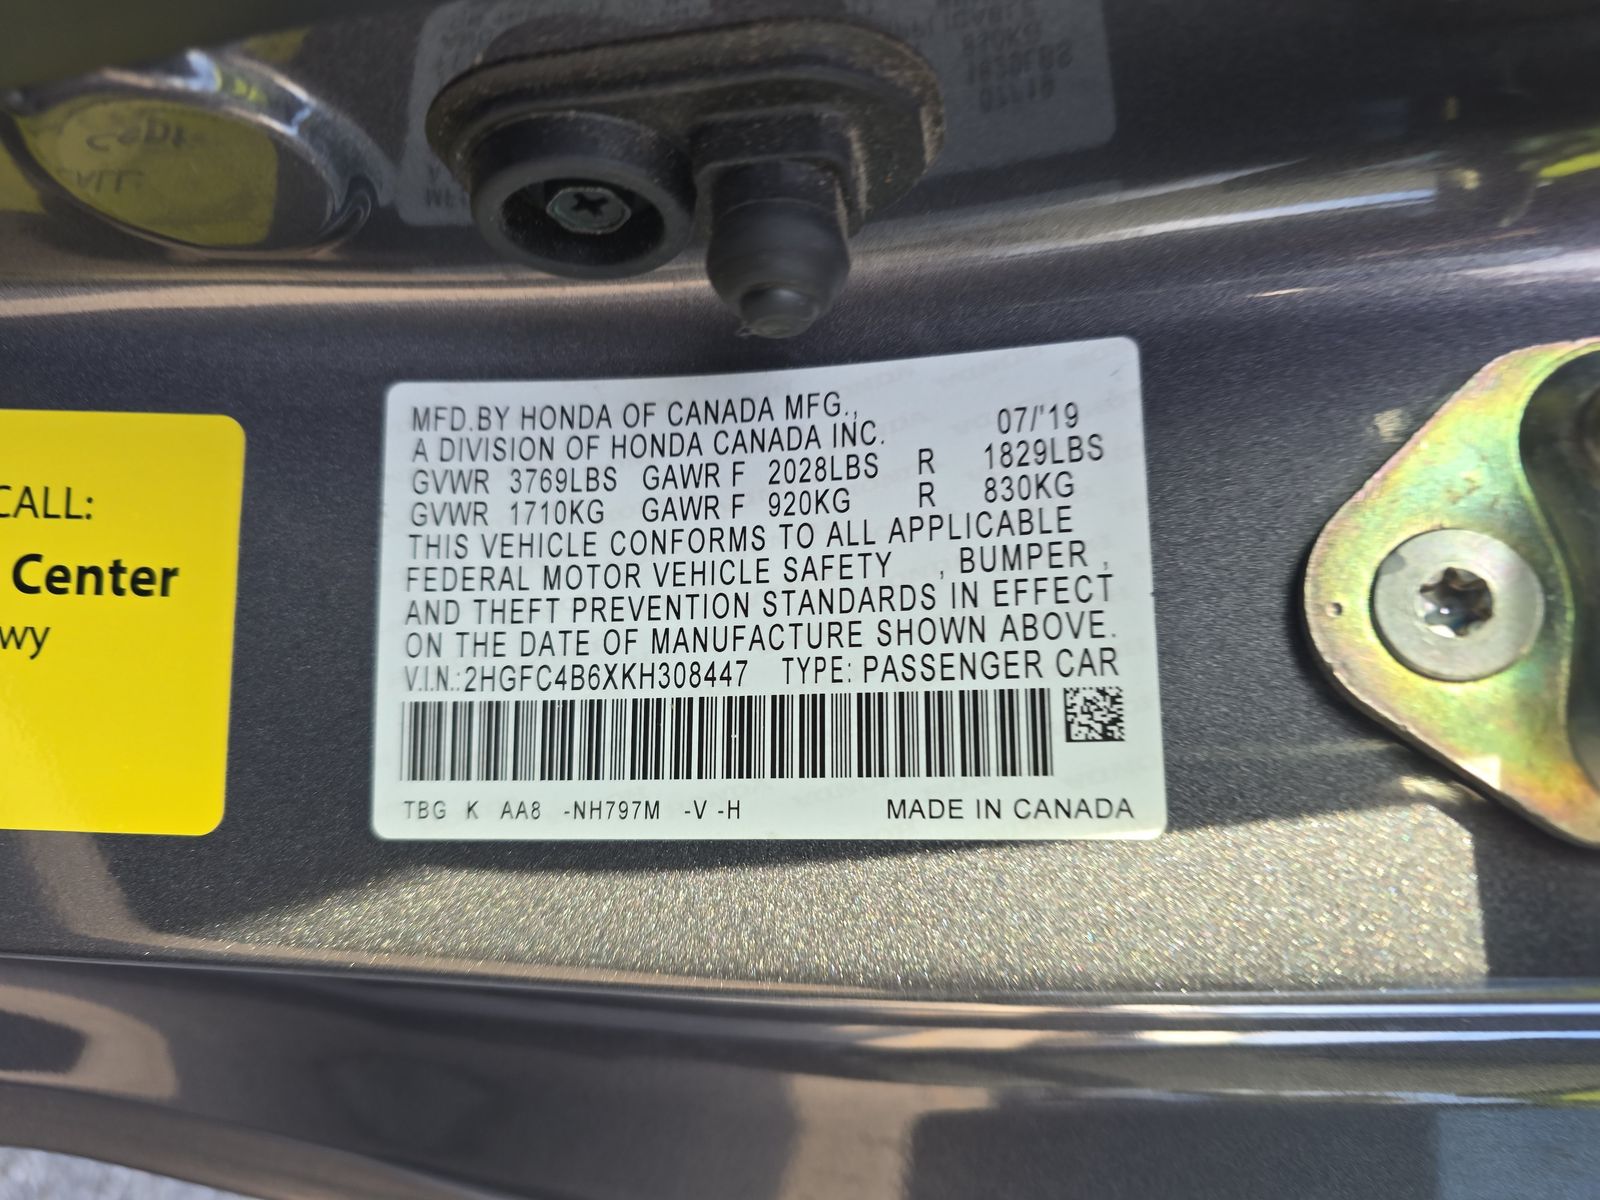 MFD.BY HONDA OF CANADA MFG., 07/'19
A DIVISION OF HONDA CANADA INC.
GVWR 3769LBS GAWR F 2028LBS R 1829LBS
GVWR 1710KG GAWR F 920KG R 830KG
THIS VEHICLE CONFORMS TO ALL APPLICABLE
FEDERAL MOTOR VEHICLE SAFETY , BUMPER ,
AND THEFT PREVENTION STANDARDS IN EFFECT
ON THE DATE OF MANUFACTURE SHOWN ABOVE.
V.I.N.:2HGFC4B6XKH308447 TYPE: PASSENGER CAR
TBG K AA8 -NH797M -V -H MADE IN CANADA
CALL:
Center
wy